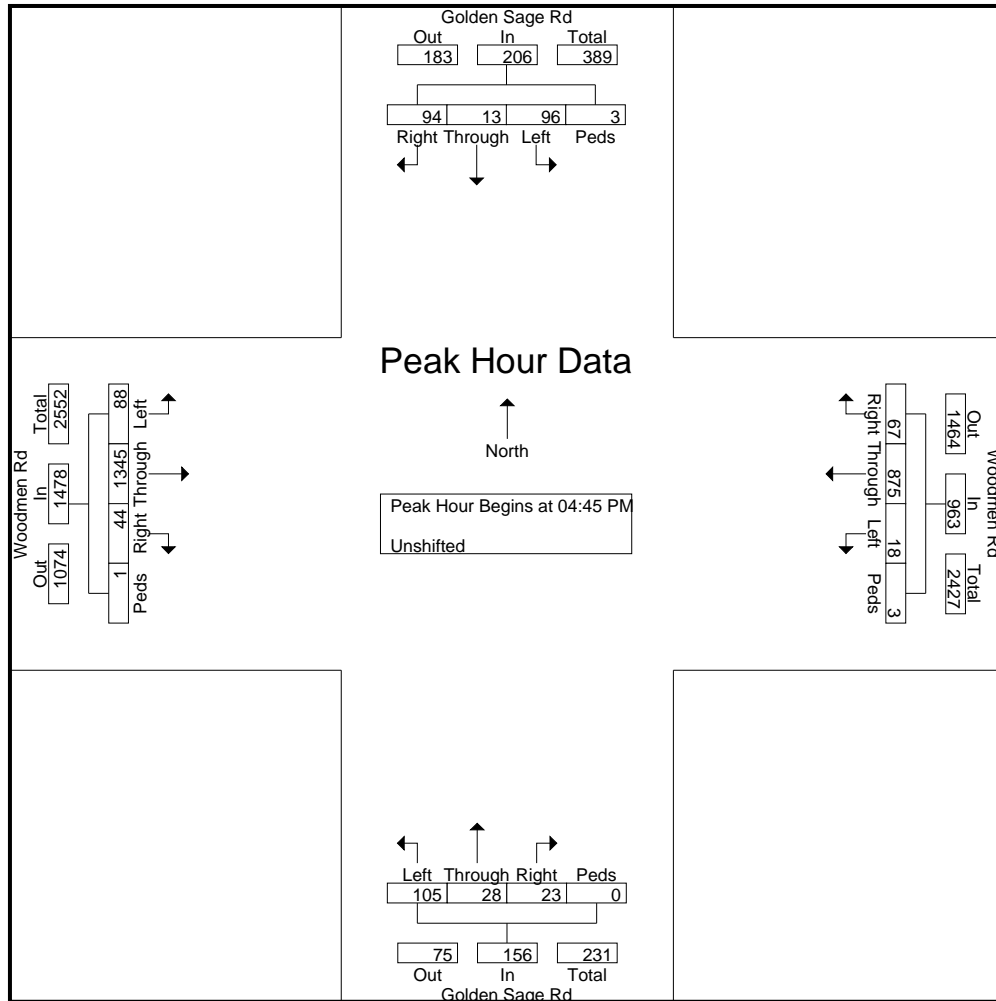 Golden Sage Rd
Out In Total
183 206 389
94 13 96 3
Right Through Left Peds
Peak Hour Data
North
Peak Hour Begins at 04:45 PM
Unshifted
Woodmen Rd
Total In Out
2552 1478 1074
88 1345 44 1
Left Through Right Peds
Woodmen Rd
Out In Total
1464 963 2427
67 875 18 3
Right Through Left Peds
Left Through Right Peds
105 28 23 0
75 156 231
Out In Total
Golden Sage Rd